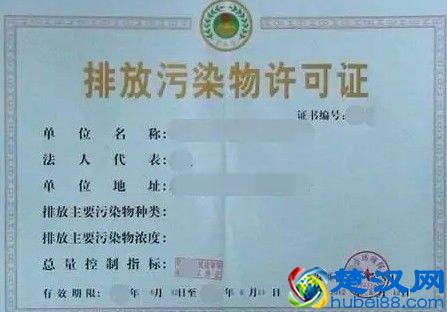 排放污染物许可证
证书编号:
单位名称:
法人代表:
单位地址:
排放主要污染物种类:
排放主要污染物浓度:
总量控制指标:
有效期限: 年 月 日至 年 月 日
楚汉网
hubei88.com